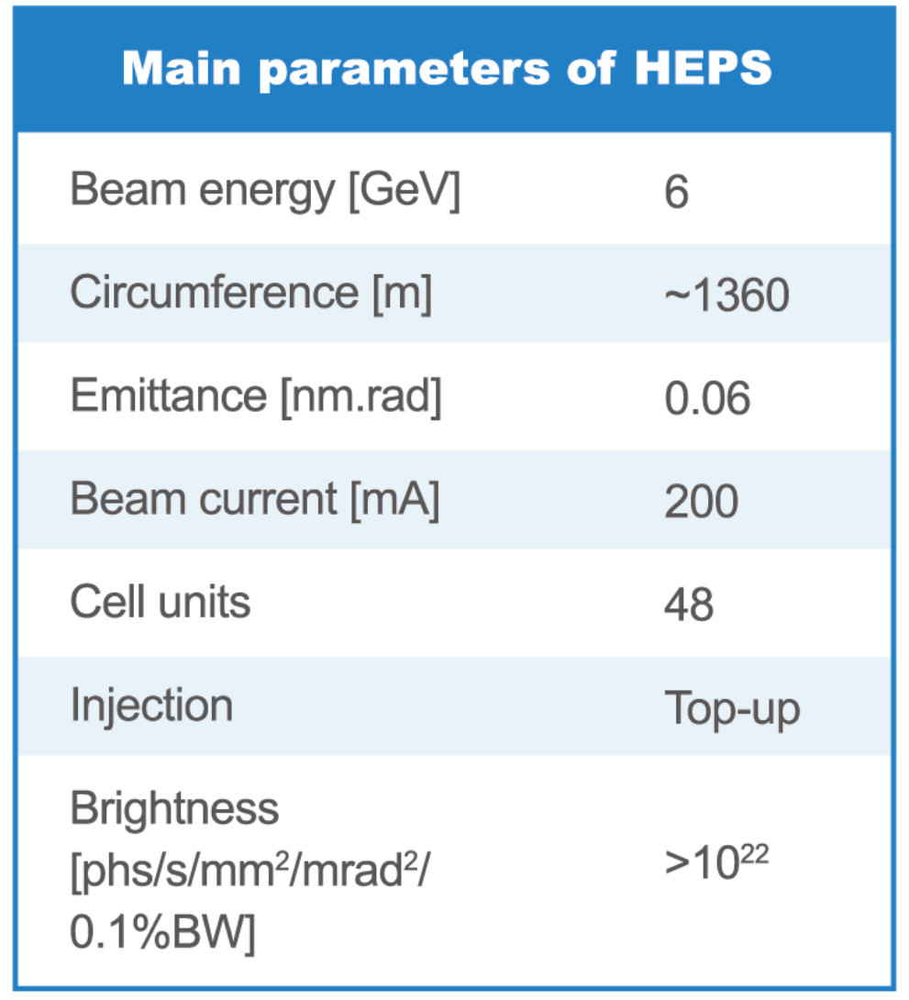 Main parameters of HEPS
Beam energy [GeV] 6
Circumference [m] ~1360
Emittance [nm.rad] 0.06
Beam current [mA] 200
Cell units 48
Injection Top-up
Brightness
[phs/s/mm²/mrad²/ >10²²
0.1%BW]